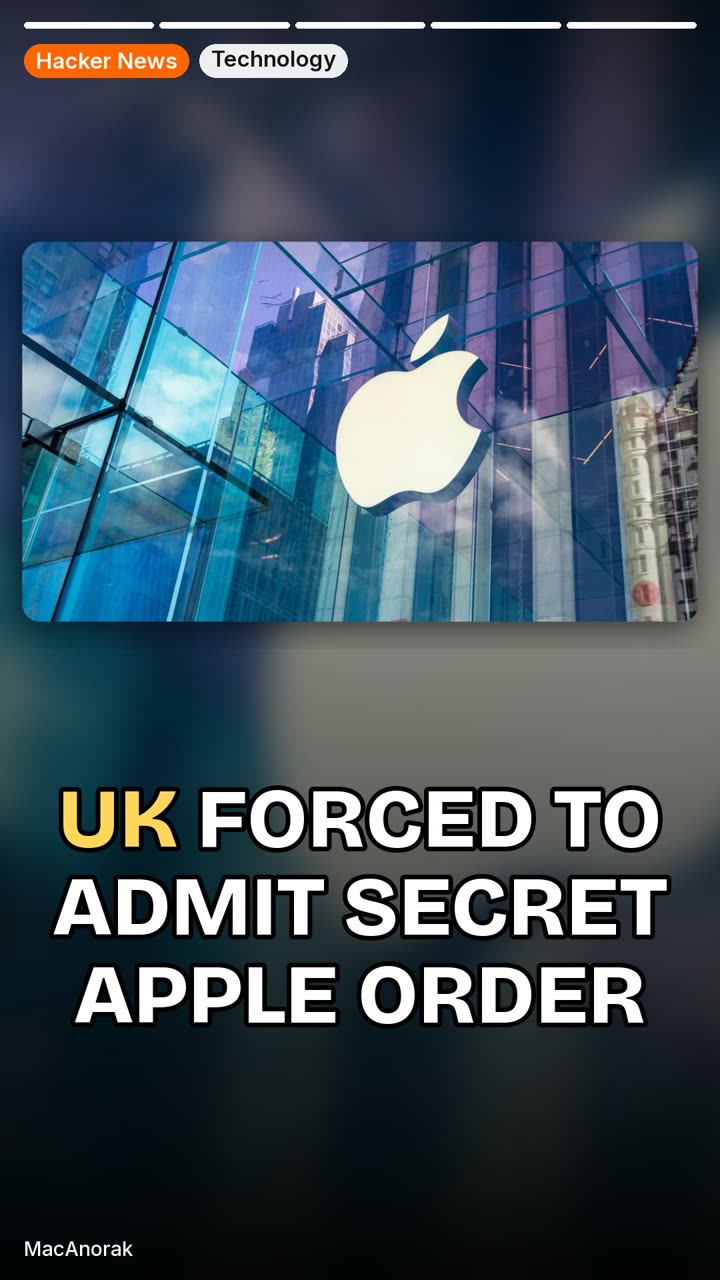 Hacker News
Technology
UK FORCED TO
ADMIT SECRET
APPLE ORDER
MacAnorak